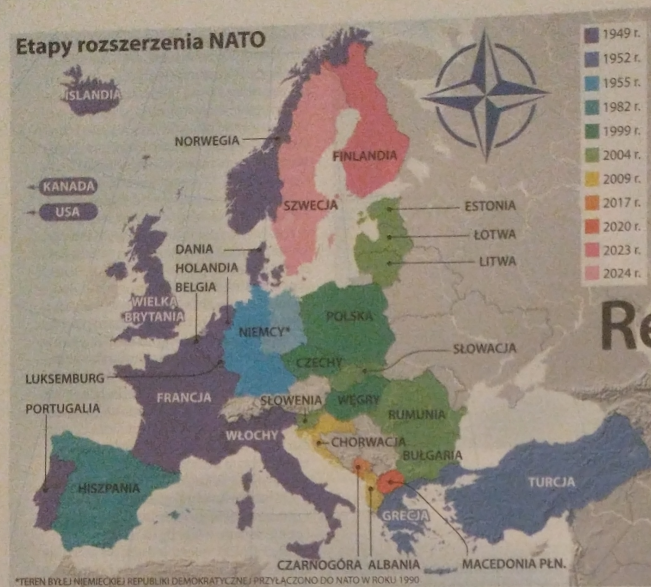 Etapy rozszerzenia NATO
1949 r.
1952 r.
1955 r.
1982 r.
1999 r.
2004 r.
2009 r.
2017 r.
2020 r.
2023 r.
2024 r.
ISLANDIA
NORWEGIA
FINLANDIA
KANADA
USA
SZWECJA
ESTONIA
ŁOTWA
LITWA
DANIA
HOLANDIA
BELGIA
WIELKA
BRYTANIA
NIEMCY*
POLSKA
Re
CZECHY
SŁOWACJA
LUKSEMBURG
FRANCJA
SŁOWENIA
WĘGRY
RUMUNIA
PORTUGALIA
WŁOCHY
CHORWACJA
BUŁGARIA
HISZPANIA
TURCJA
GRECJA
CZARNOGÓRA
ALBANIA
MACEDONIA PŁN.
*TEREN BYŁEJ NIEMIECKIEJ REPUBLIKI DEMOKRATYCZNEJ PRZYŁĄCZONO DO NATO W ROKU 1990